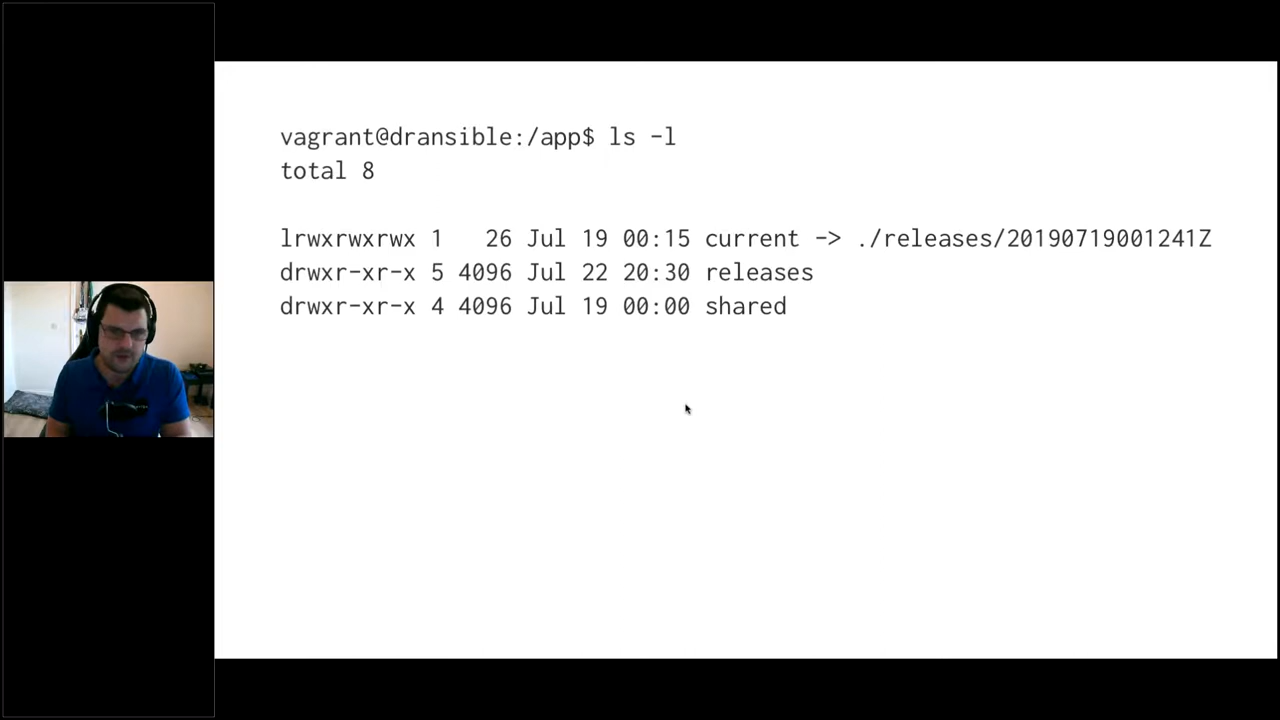 vagrant@dransible:/app$ ls -l
total 8
lrwxrwxrwx 1   26 Jul 19 00:15 current -> ./releases/20190719001241Z
drwxr-xr-x 5 4096 Jul 22 20:30 releases
drwxr-xr-x 4 4096 Jul 19 00:00 shared